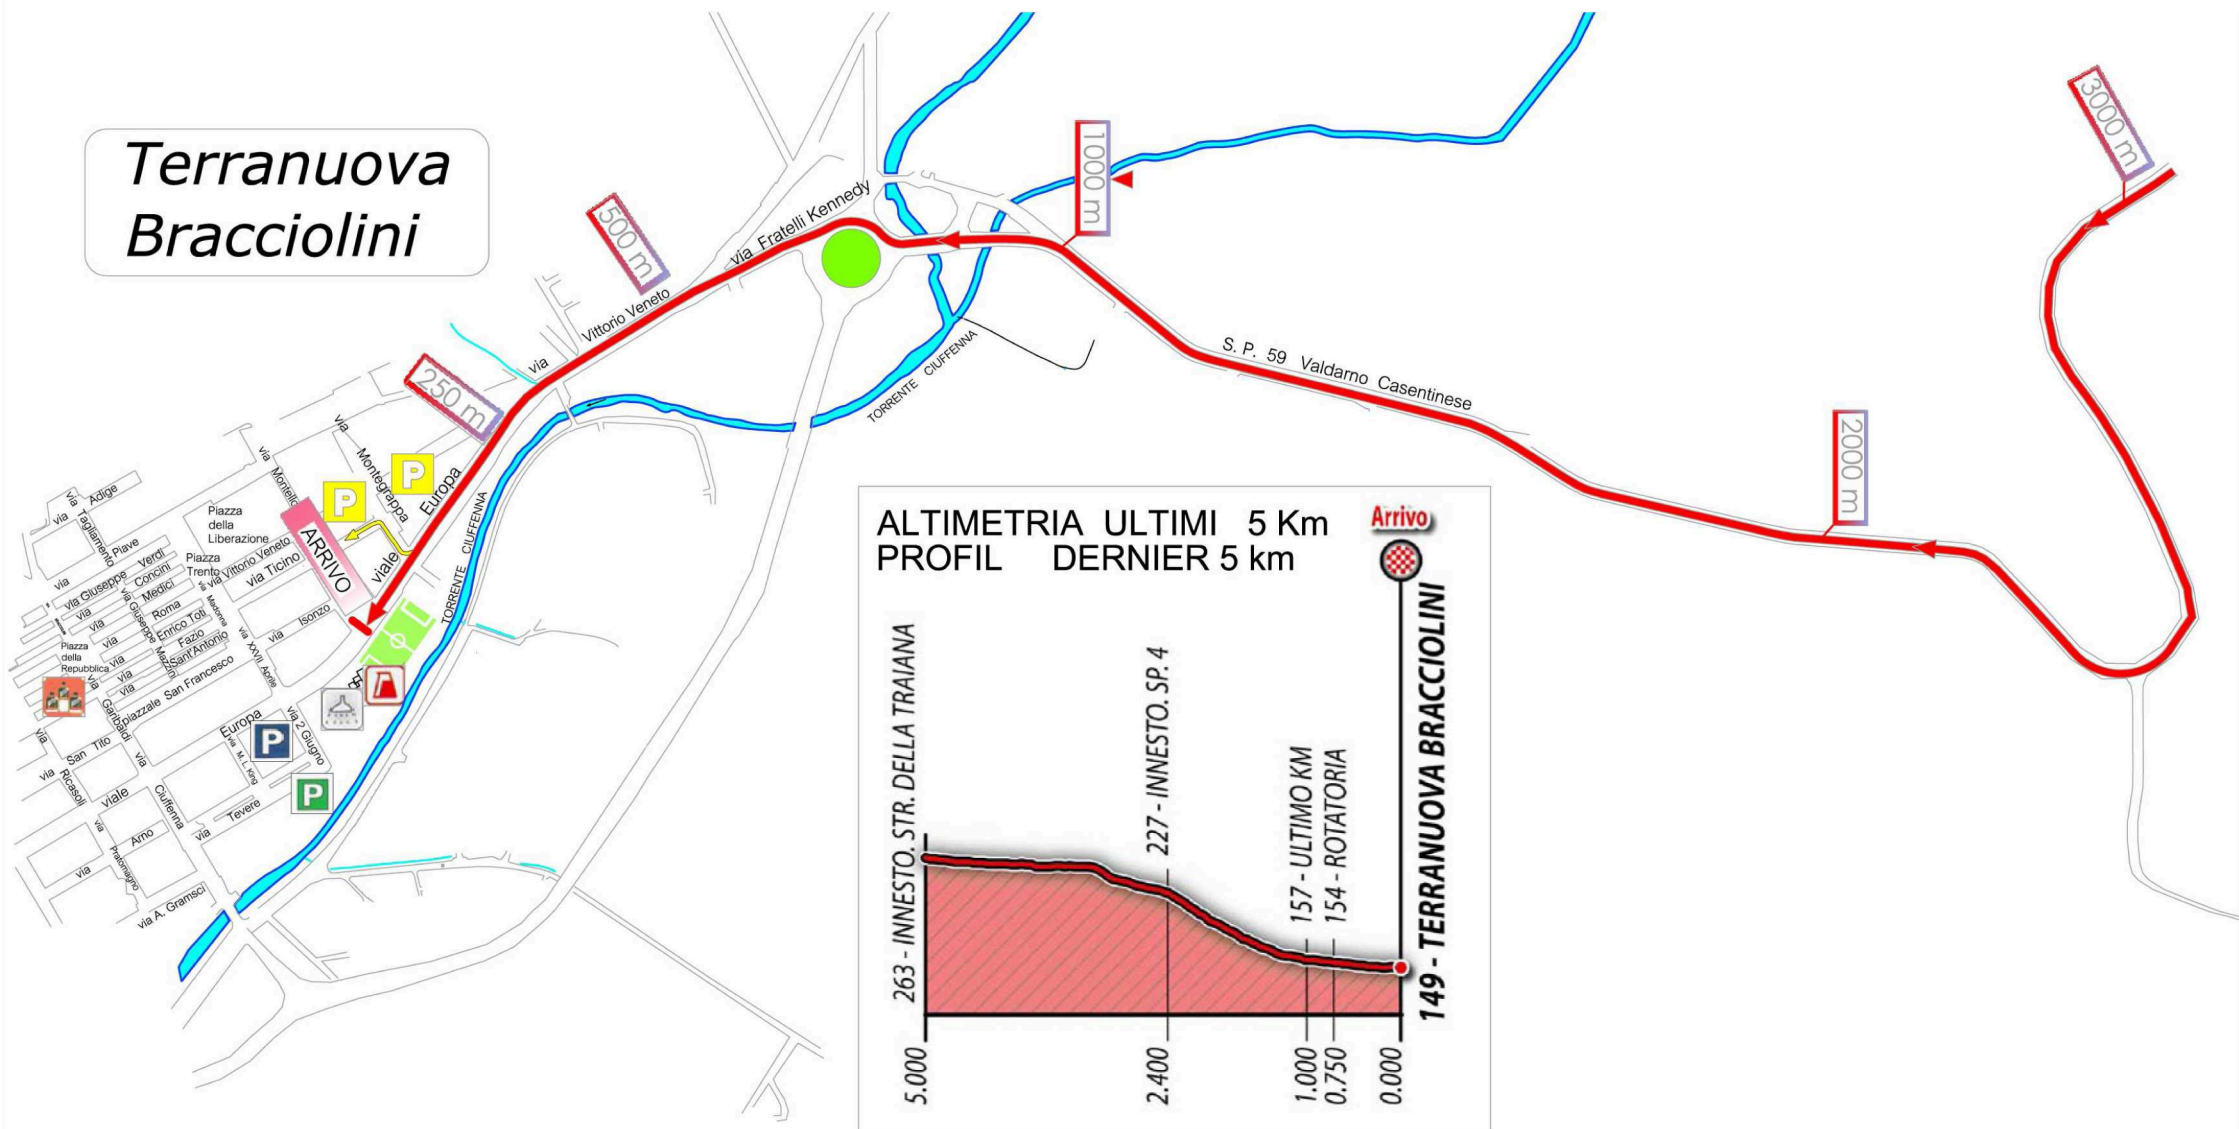 Terranuova
Bracciolini
3000 m
2000 m
1000 m
500 m
250 m
S. P. 59 Valdarno Casentinese
via Fratelli Kennedy
via Vittorio Veneto
viale Europa
ARRIVO
TORRENTE CIUFFENNA
TORRENTE CIUFFENNA
P
P
via Montegrappa
via Montello
Piazza
della
Liberazione
via Adige
via Tagliamento
via Piave
Piazza
Trento
via Vittorio Veneto
via Ticino
via Isonzo
via Giuseppe Verdi
via Concini
via Medici
via Roma
via Enrico Toti
via Fazio
via Sant'Antonio
via Giuseppe Mazzini
via Madonna
via XXVII Aprile
Piazza
della
Repubblica
piazzale San Francesco
via Garibaldi
via San Tito
via Ricasoli
viale Europa
via M. L. King
via 2 Giugno
P
P
via Tevere
via Ciuffenna
via Arno
via Pratomagno
via A. Gramsci
ALTIMETRIA ULTIMI 5 Km
PROFIL DERNIER 5 km
Arrivo
263 - INNESTO. STR. DELLA TRAIANA
227 - INNESTO. SP. 4
157 - ULTIMO KM
154 - ROTATORIA
149 - TERRANUOVA BRACCIOLINI
5.000
2.400
1.000
0.750
0.000